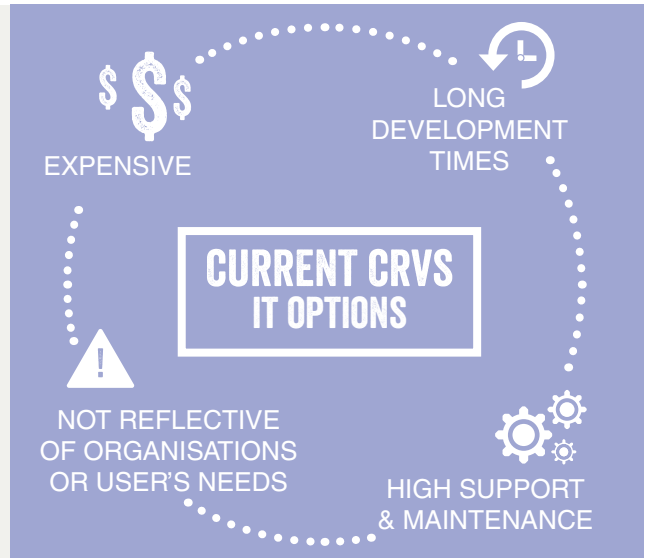 EXPENSIVE
LONG
DEVELOPMENT
TIMES
CURRENT CRVS
IT OPTIONS
NOT REFLECTIVE
OF ORGANISATIONS
OR USER'S NEEDS
HIGH SUPPORT
& MAINTENANCE